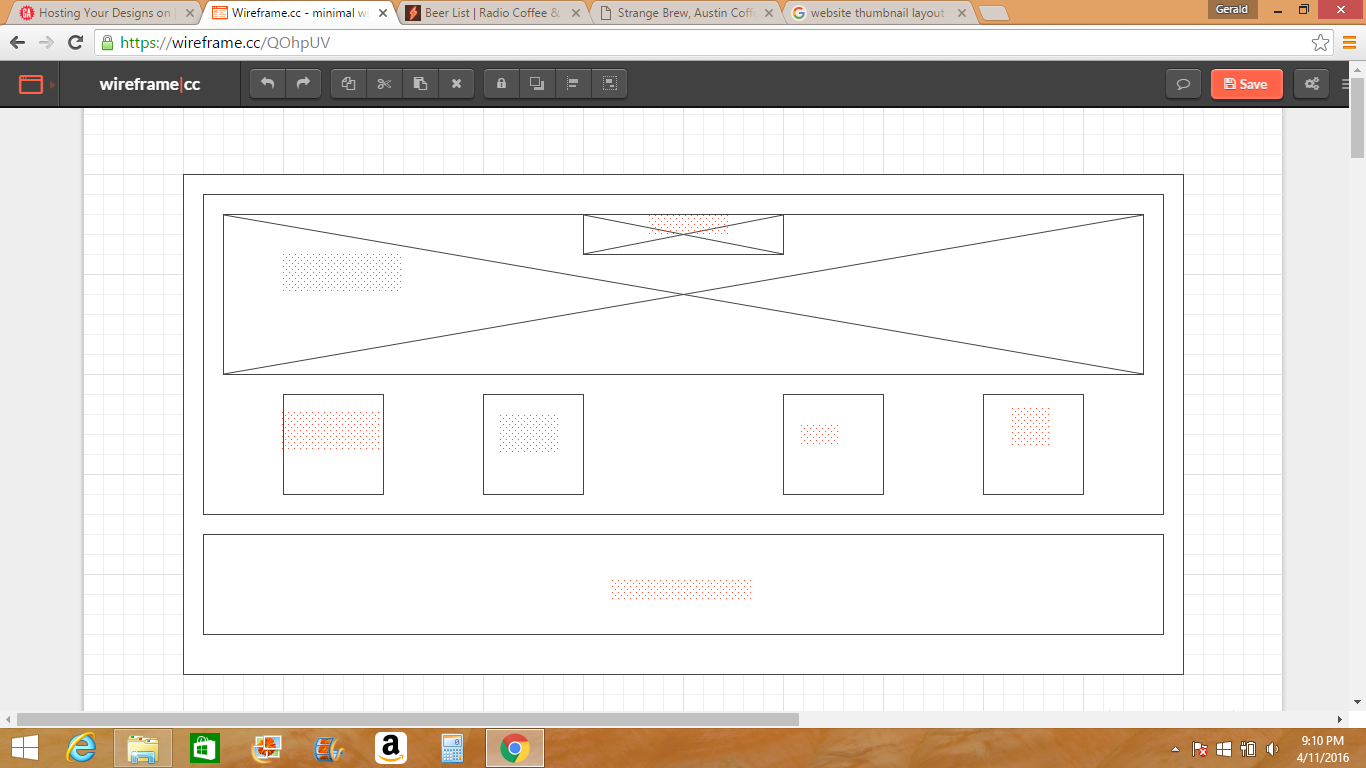 Hosting Your Designs on
Wireframe.cc - minimal wi
Beer List | Radio Coffee &
Strange Brew, Austin Coff
website thumbnail layout
Gerald
https://wireframe.cc/QOhpUV
wireframe|cc
Save
9:10 PM
4/11/2016